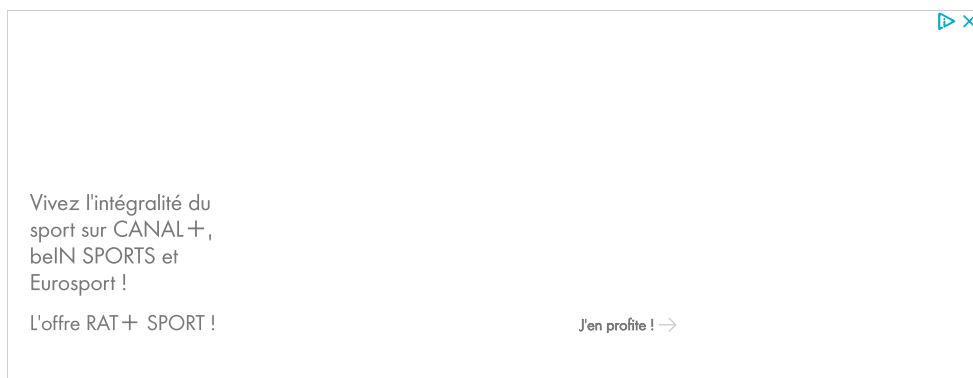 Vivez l'intégralité du
sport sur CANAL+,
beIN SPORTS et
Eurosport !
L'offre RAT+ SPORT !
J'en profite !